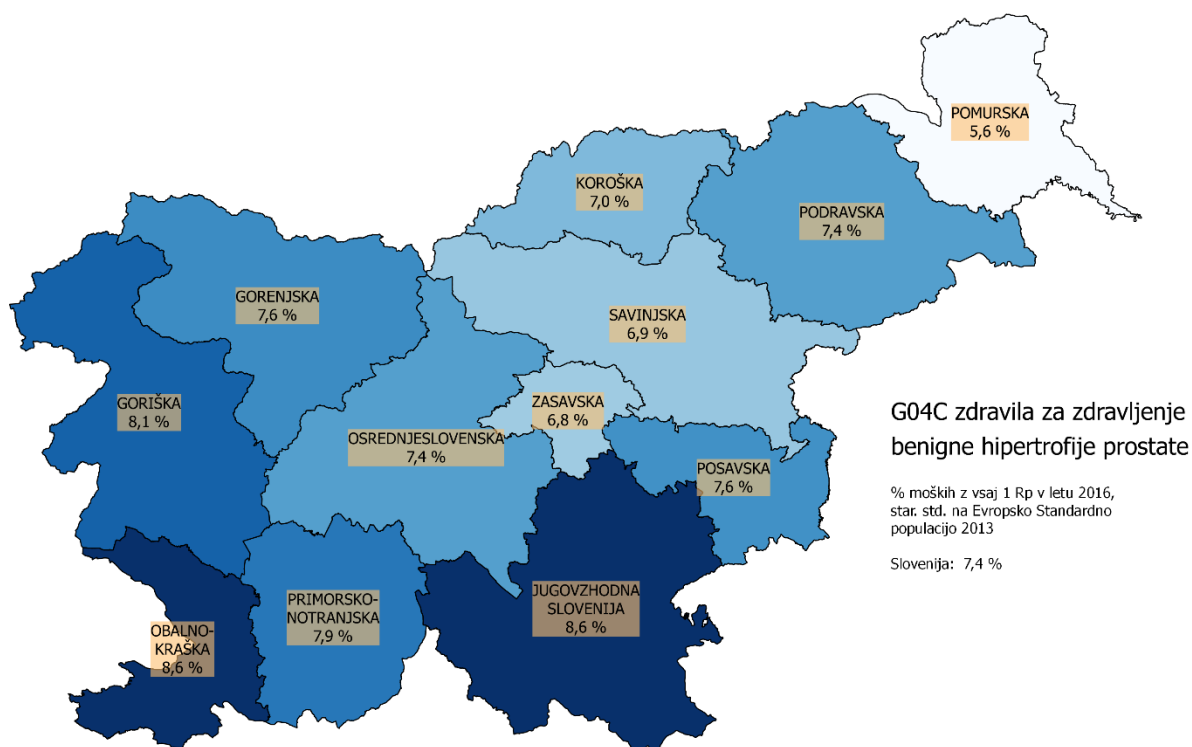 POMURSKA
5,6 %
KOROŠKA
7,0 %
PODRAVSKA
7,4 %
GORENJSKA
7,6 %
SAVINJSKA
6,9 %
GORIŠKA
8,1 %
ZASAVSKA
6,8 %
OSREDNJESLOVENSKA
7,4 %
POSAVSKA
7,6 %
PRIMORSKO-
NOTRANJSKA
7,9 %
JUGOVZHODNA
SLOVENIJA
8,6 %
OBALNO-
KRAŠKA
8,6 %
G04C zdravila za zdravljenje
benigne hipertrofije prostate
% moških z vsaj 1 Rp v letu 2016,
star. std. na Evropsko Standardno
populacijo 2013
Slovenija: 7,4 %